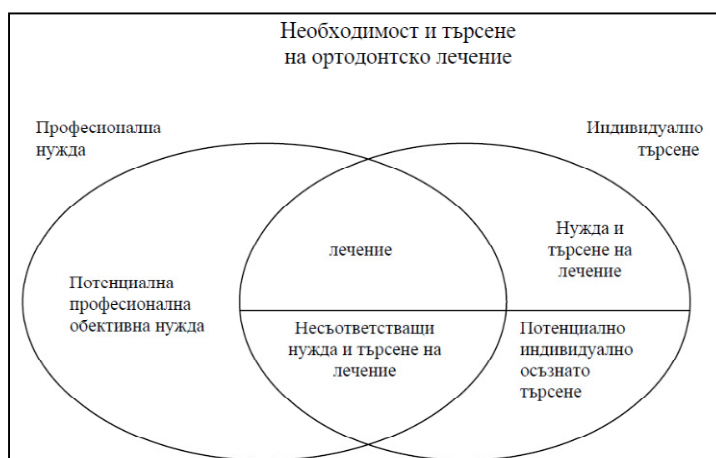 Необходимост и търсене
на ортодонтско лечение
Професионална
нужда
Индивидуално
търсене
Нужда и
търсене на
лечение
лечение
Потенциална
професионална
обективна нужда
Несъответстващи
нужда и търсене на
лечение
Потенциално
индивидуално
осъзнато
търсене